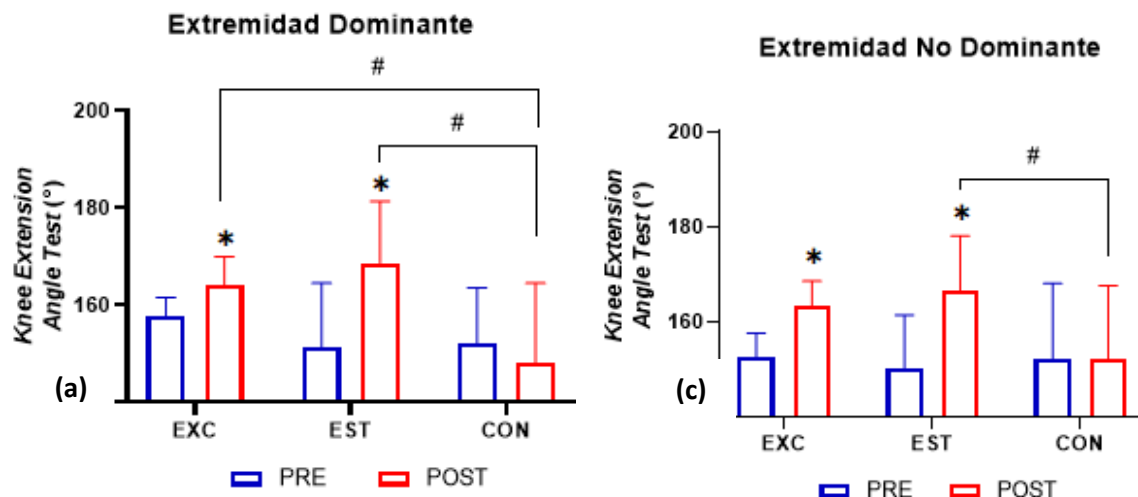 Extremidad Dominante
#
#
200
180
160
Knee Extension
Angle Test (°)
*
*
(a)
EXC EST CON
PRE POST
Extremidad No Dominante
#
200
180
160
Knee Extension
Angle Test (°)
*
*
(c)
EXC EST CON
PRE POST